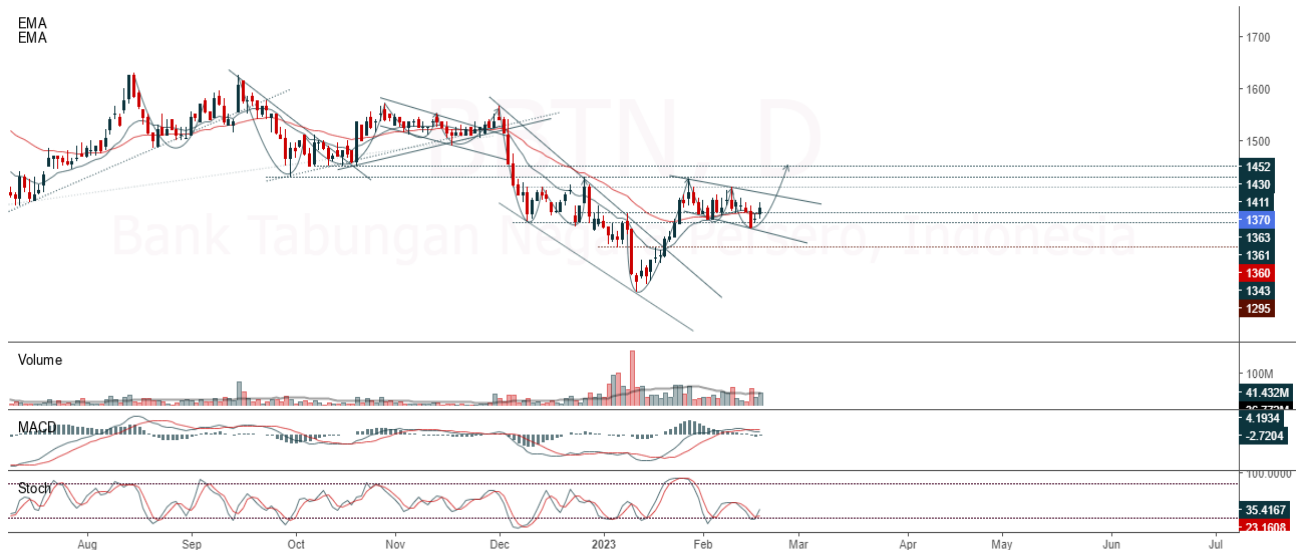 EMA
EMA
BBTN, D
Bank Tabungan Negara Persero, Indonesia
1700
1600
1500
1452
1430
1411
1370
1363
1361
1360
1343
1295
Volume
100M
41.432M
MACD
4.1934
-2.7204
Stoch
100.0000
35.4167
23.1608
Aug Sep Oct Nov Dec 2023 Feb Mar Apr May Jun Jul